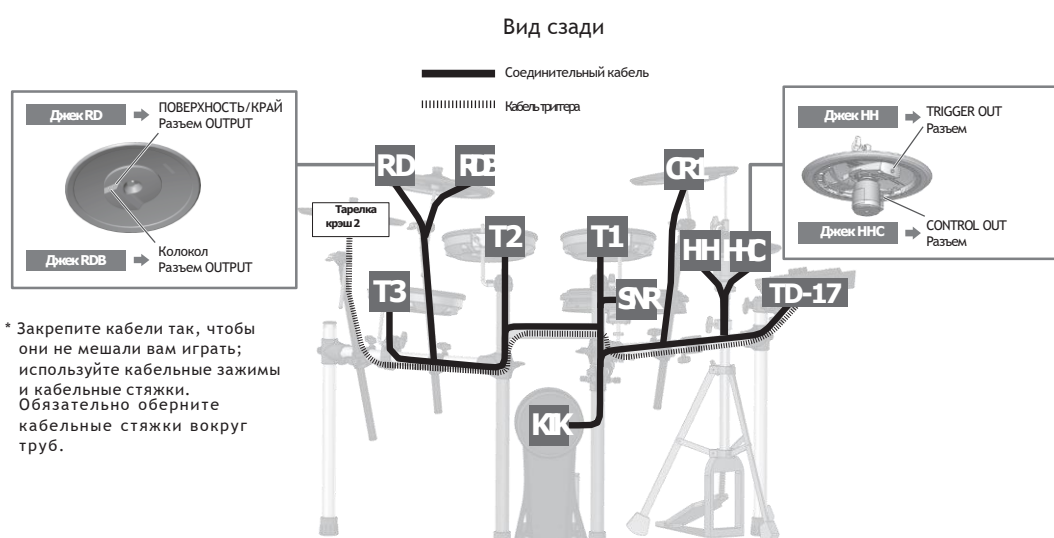 Вид сзади
Соединительный кабель
Кабель триггера
Джек RD
ПОВЕРХНОСТЬ/КРАЙ
Разъем OUTPUT
Джек RDB
Колокол
Разъем OUTPUT
Джек HH
TRIGGER OUT
Разъем
Джек HHC
CONTROL OUT
Разъем
RD
RDB
CR1
Тарелка
крэш 2
T2
T1
HH
HHC
T3
SNR
TD-17
KIK
* Закрепите кабели так, чтобы
они не мешали вам играть;
используйте кабельные зажимы
и кабельные стяжки.
Обязательно оберните
кабельные стяжки вокруг
труб.